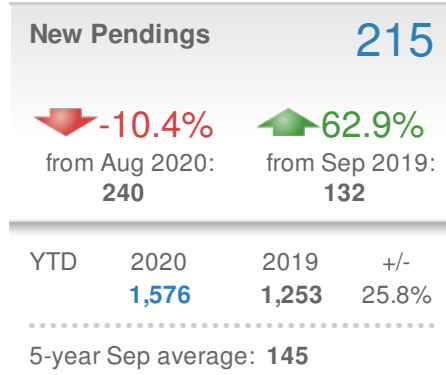 New Pendings 215
-10.4% 62.9%
from Aug 2020: from Sep 2019:
240 132
YTD 2020 2019 +/-
1,576 1,253 25.8%
5-year Sep average: 145